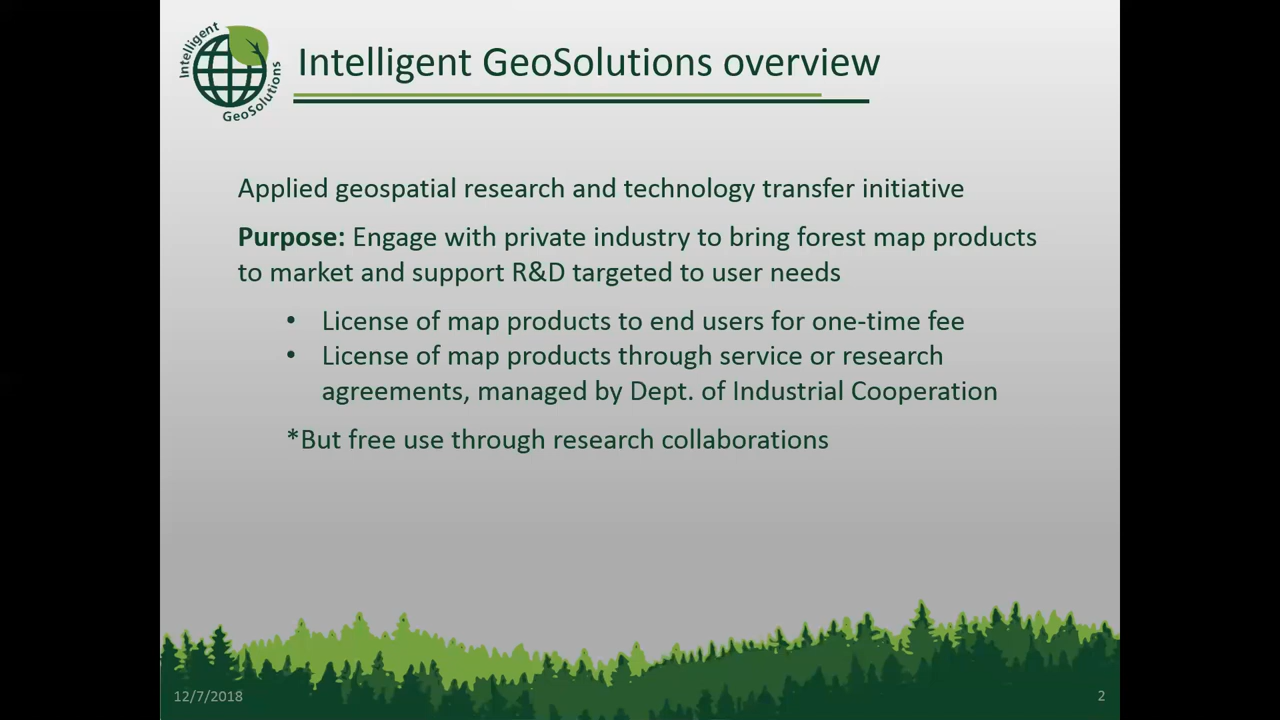 Intelligent
GeoSolutions
Intelligent GeoSolutions overview
Applied geospatial research and technology transfer initiative
Purpose: Engage with private industry to bring forest map products
to market and support R&D targeted to user needs
• License of map products to end users for one-time fee
• License of map products through service or research
agreements, managed by Dept. of Industrial Cooperation
*But free use through research collaborations
12/7/2018
2